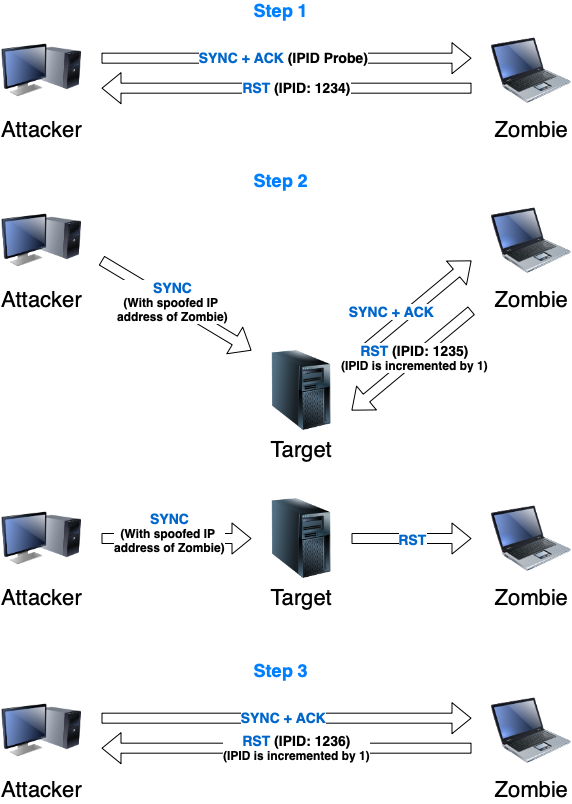 Step 1
SYNC + ACK (IPID Probe)
RST (IPID: 1234)
Attacker
Zombie
Step 2
Attacker
Zombie
SYNC
(With spoofed IP
address of Zombie)
SYNC + ACK
RST (IPID: 1235)
(IPID is incremented by 1)
Target
SYNC
(With spoofed IP
address of Zombie)
RST
Attacker
Target
Zombie
Step 3
SYNC + ACK
RST (IPID: 1236)
(IPID is incremented by 1)
Attacker
Zombie